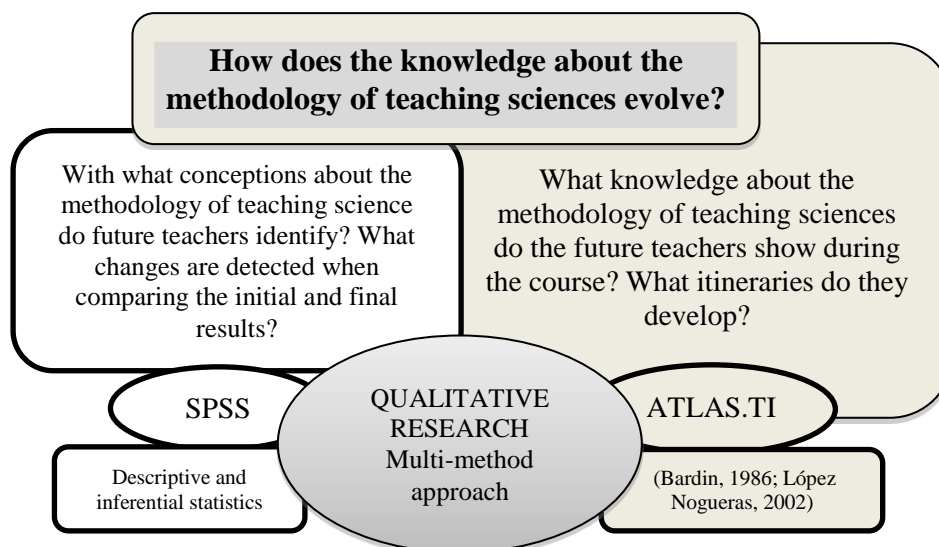 How does the knowledge about the
methodology of teaching sciences evolve?
With what conceptions about the
methodology of teaching science
do future teachers identify? What
changes are detected when
comparing the initial and final
results?
What knowledge about the
methodology of teaching sciences
do the future teachers show during
the course? What itineraries do they
develop?
SPSS
QUALITATIVE
RESEARCH
Multi-method
approach
ATLAS.TI
Descriptive and
inferential statistics
(Bardin, 1986; López
Nogueras, 2002)